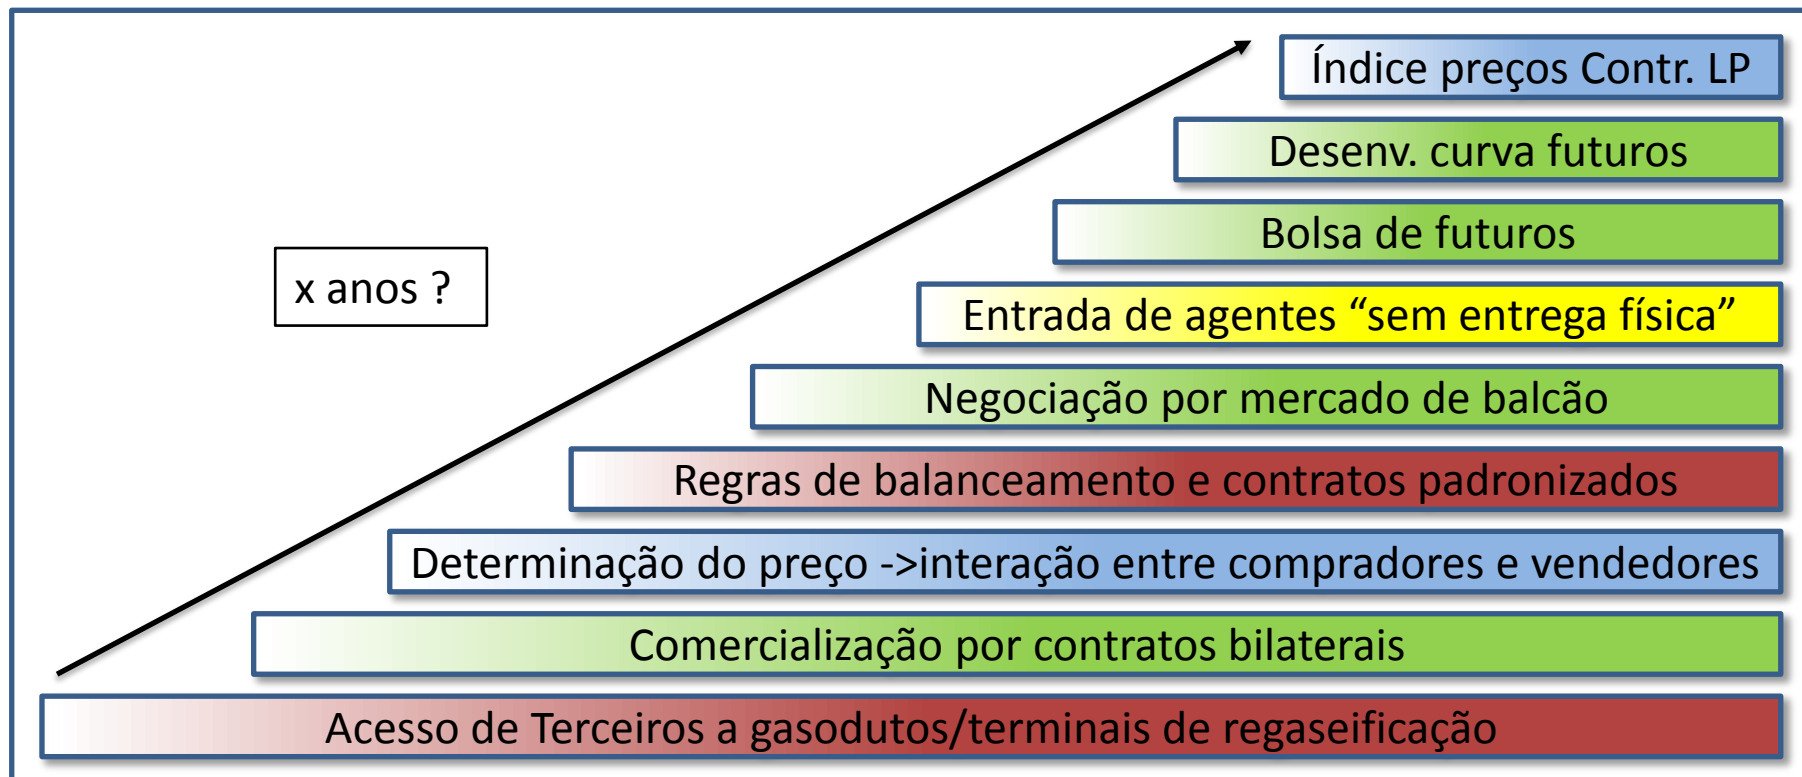 Índice preços Contr. LP
Desenv. curva futuros
Bolsa de futuros
x anos ?
Entrada de agentes “sem entrega física”
Negociação por mercado de balcão
Regras de balanceamento e contratos padronizados
Determinação do preço ->interação entre compradores e vendedores
Comercialização por contratos bilaterais
Acesso de Terceiros a gasodutos/terminais de regaseificação